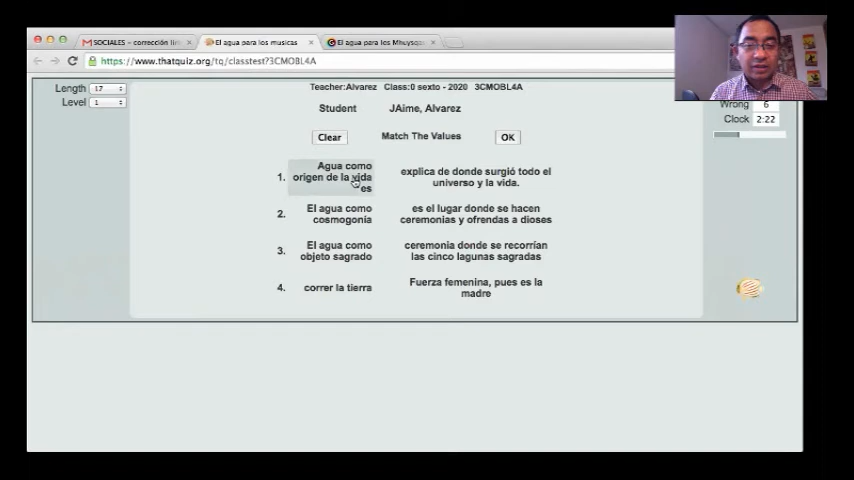 SOCIALES – corrección lin
El agua para los muiscas
El agua para los Mhuysqa
https://www.thatquiz.org/tq/classtest?3CMOBL4A
Length 17
Level 1
Teacher:Alvarez Class:0 sexto - 2020 3CMOBL4A
Student JAime, Alvarez
Clear Match The Values OK
Wrong 6
Clock 2:22
1. Agua como
origen de la vida
es
explica de donde surgió todo el
universo y la vida.
2. El agua como
cosmogonía
es el lugar donde se hacen
ceremonias y ofrendas a dioses
3. El agua como
objeto sagrado
ceremonia donde se recorrían
las cinco lagunas sagradas
4. correr la tierra
Fuerza femenina, pues es la
madre